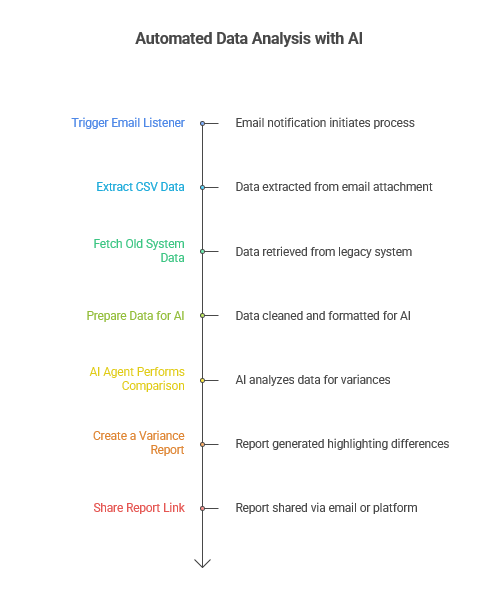 Automated Data Analysis with AI
Trigger Email Listener
Email notification initiates process
Extract CSV Data
Data extracted from email attachment
Fetch Old System
Data
Data retrieved from legacy system
Prepare Data for AI
Data cleaned and formatted for AI
AI Agent Performs
Comparison
AI analyzes data for variances
Create a Variance
Report
Report generated highlighting differences
Share Report Link
Report shared via email or platform